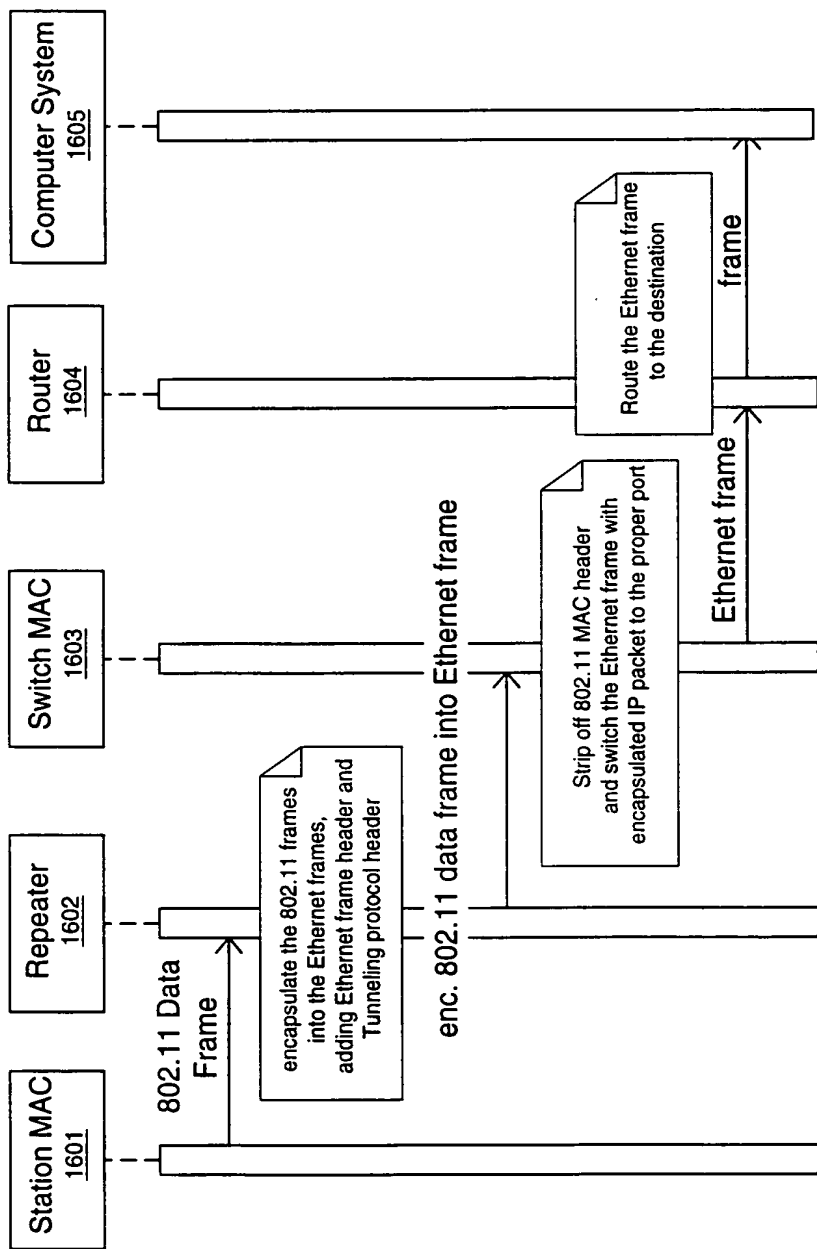 Station MAC
1601
Repeater
1602
Switch MAC
1603
Router
1604
Computer System
1605
802.11 Data
Frame
encapsulate the 802.11 frames
into the Ethernet frames,
adding Ethernet frame header and
Tunneling protocol header
enc. 802.11 data frame into Ethernet frame
Strip off 802.11 MAC header
and switch the Ethernet frame with
encapsulated IP packet to the proper port
Ethernet frame
Route the Ethernet frame
to the destination
frame